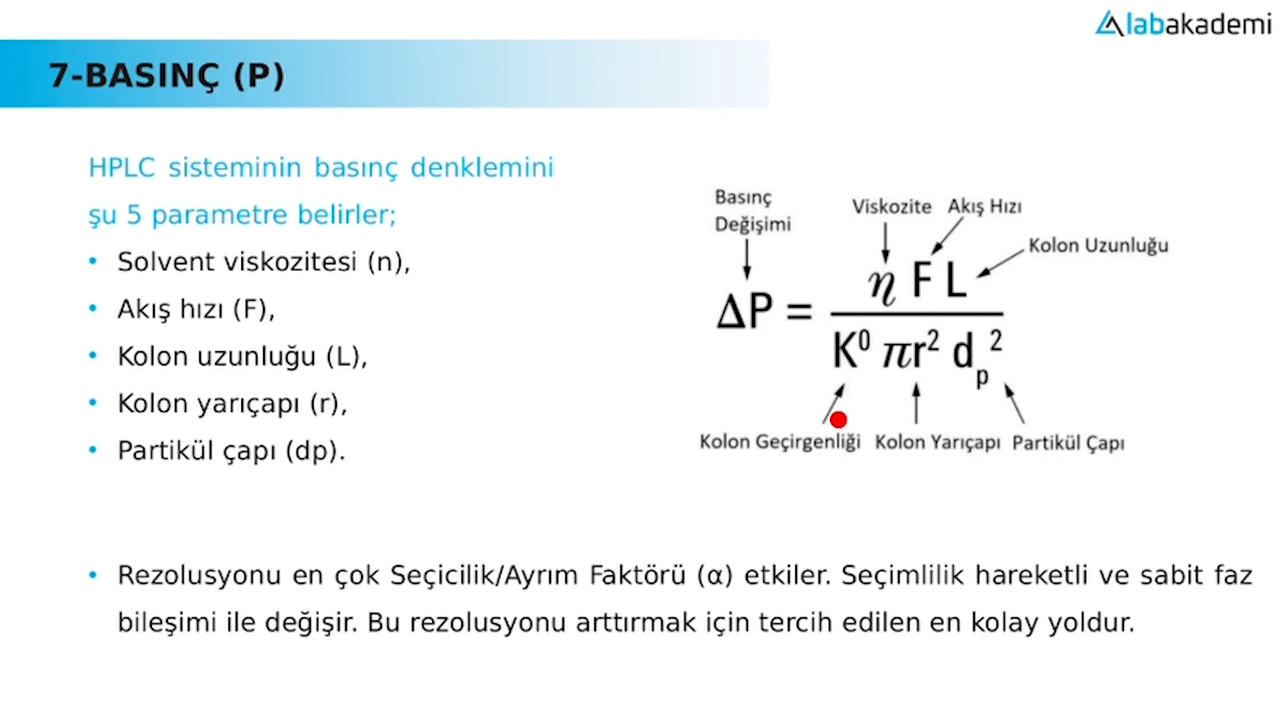 labakademi
7-BASINÇ (P)
HPLC sisteminin basınç denklemini
şu 5 parametre belirler;
• Solvent viskozitesi (n),
• Akış hızı (F),
• Kolon uzunluğu (L),
• Kolon yarıçapı (r),
• Partikül çapı (dp).
Basınç
Değişimi
Viskozite Akış Hızı
Kolon Uzunluğu
ΔP = η F L / K⁰ πr² dₚ²
Kolon Geçirgenliği Kolon Yarıçapı Partikül Çapı
• Rezolusyonu en çok Seçicilik/Ayrım Faktörü (α) etkiler. Seçimlilik hareketli ve sabit faz
bileşimi ile değişir. Bu rezolusyonu arttırmak için tercih edilen en kolay yoldur.